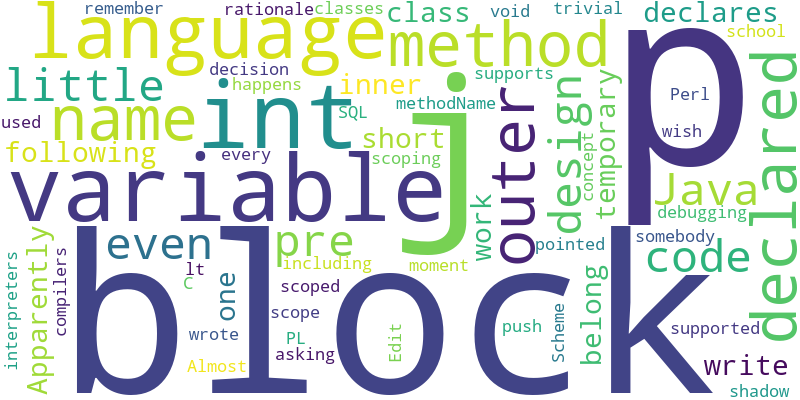 remember
rationale
classes
class
void
trivial
declares
language
method
p
school
little
decision
happens
inner
supports
int
j
SQL
methodName
Perl
used
name
short
outer
design
concept
temporary
wish
declared
following
every
scoping
variable
Java
debugging
work
belong
even
pre
pointed
somebody
code
including
moment
Apparently
interpreters
compilers
block
lt
C
one
scoped
scope
wrote
PL
asking
Almost
Edit
push
Scheme
supported
write
shadow